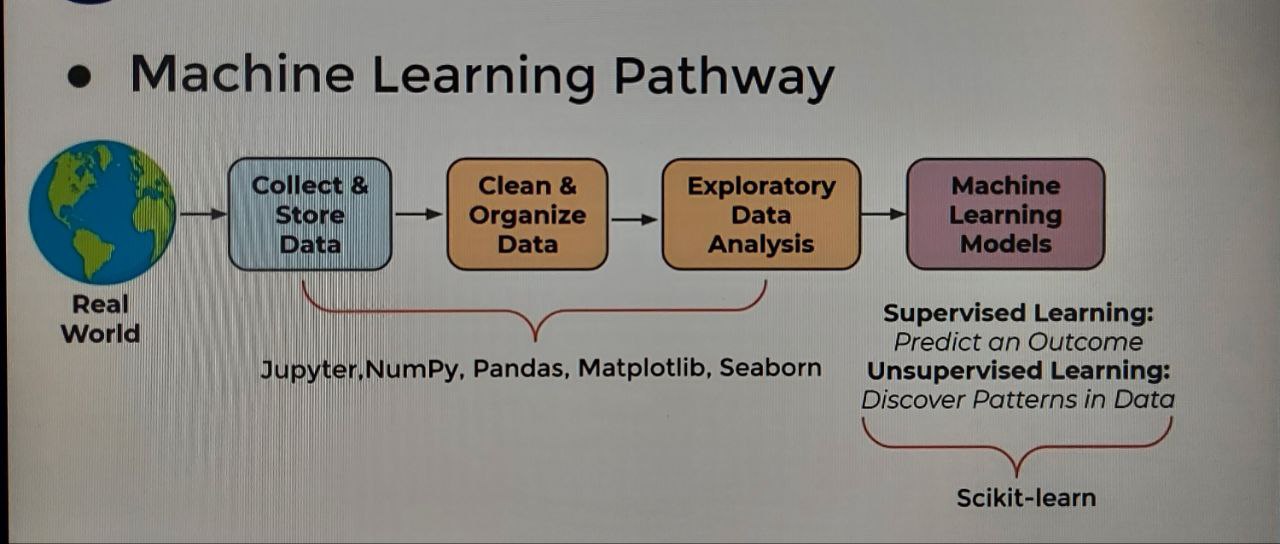 • Machine Learning Pathway
Real
World
Collect &
Store
Data
Clean &
Organize
Data
Exploratory
Data
Analysis
Machine
Learning
Models
Jupyter,NumPy, Pandas, Matplotlib, Seaborn
Supervised Learning:
Predict an Outcome
Unsupervised Learning:
Discover Patterns in Data
Scikit-learn